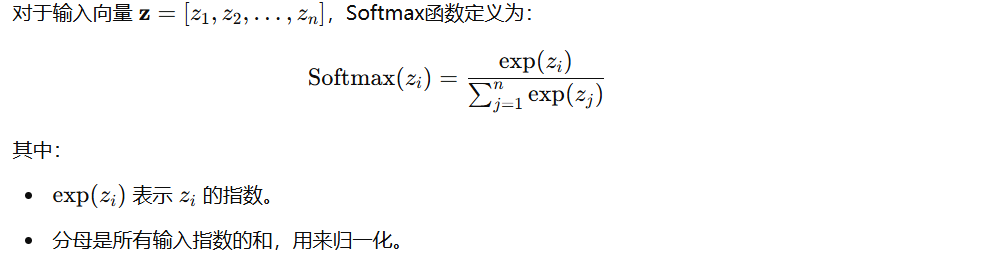 对于输入向量 z = [z₁, z₂, . . . , zₙ]，Softmax函数定义为：
Softmax(zᵢ) = exp(zᵢ) / ∑ⁿⱼ₌₁ exp(zⱼ)
其中：
• exp(zᵢ) 表示 zᵢ 的指数。
• 分母是所有输入指数的和，用来归一化。